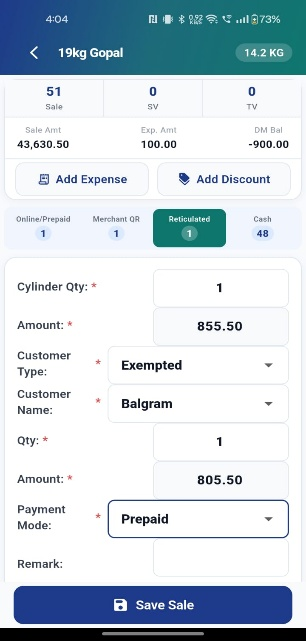 4:04
0.92 KB/S
73%
19kg Gopal
14.2 KG
51
0
0
Sale
SV
TV
Sale Amt
Exp. Amt
DM Bal
43,630.50
100.00
-900.00
Add Expense
Add Discount
Online/Prepaid
Merchant QR
Reticulated
Cash
1
1
1
48
Cylinder Qty: *
1
Amount: *
855.50
Customer Type: *
Exempted
Customer Name: *
Balgram
Qty: *
1
Amount: *
805.50
Payment Mode: *
Prepaid
Remark:
Save Sale